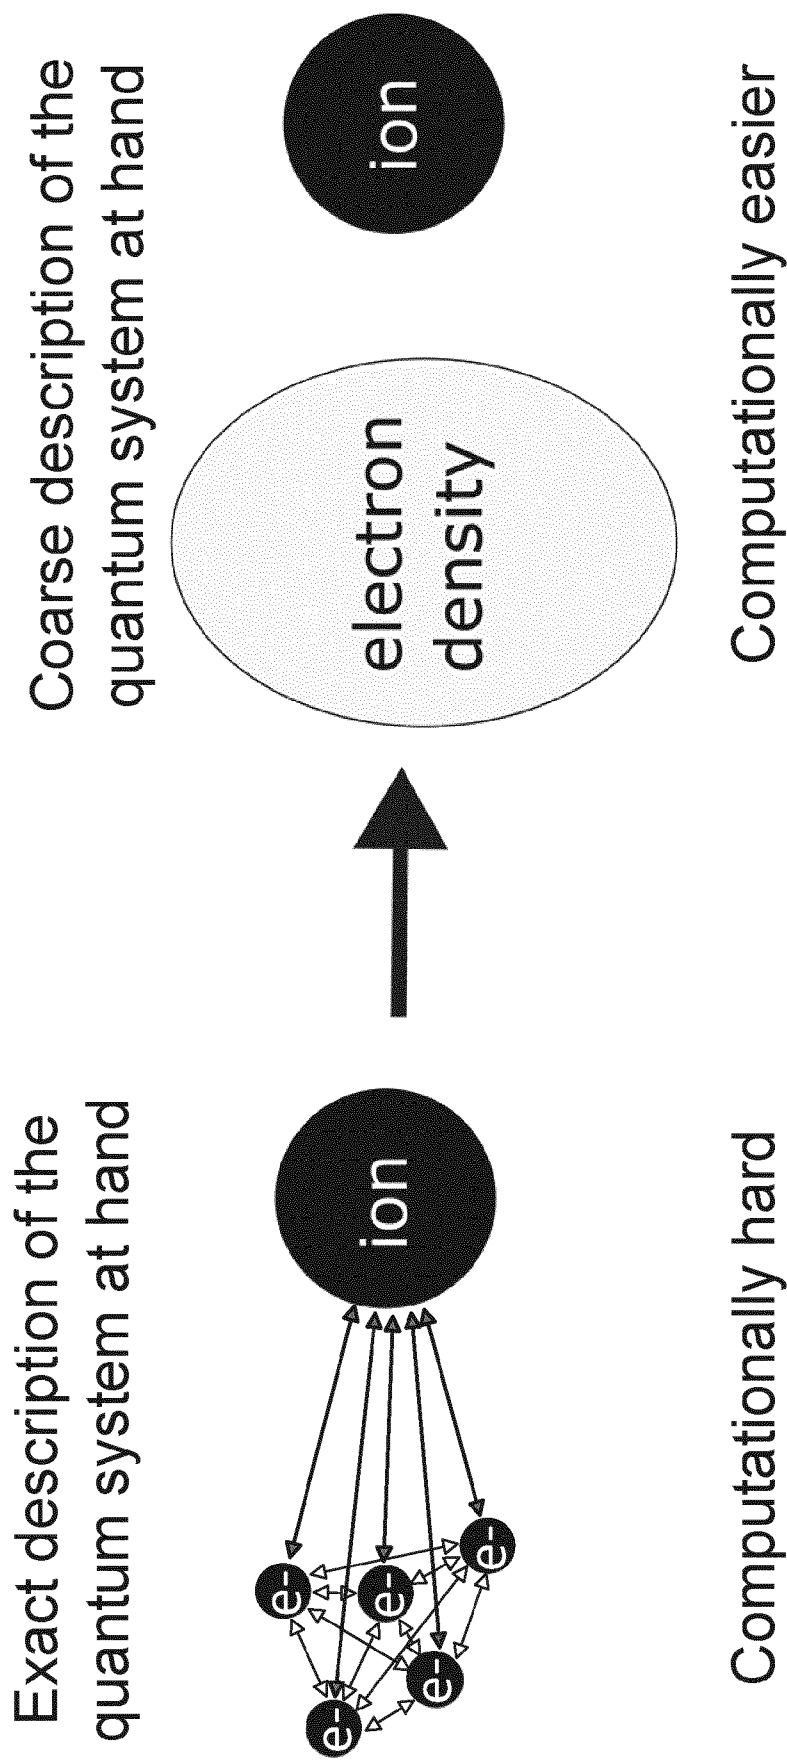 Exact description of the
quantum system at hand
e-
e-
e-
e-
e-
ion
Computationally hard
Coarse description of the
quantum system at hand
electron
density
ion
Computationally easier